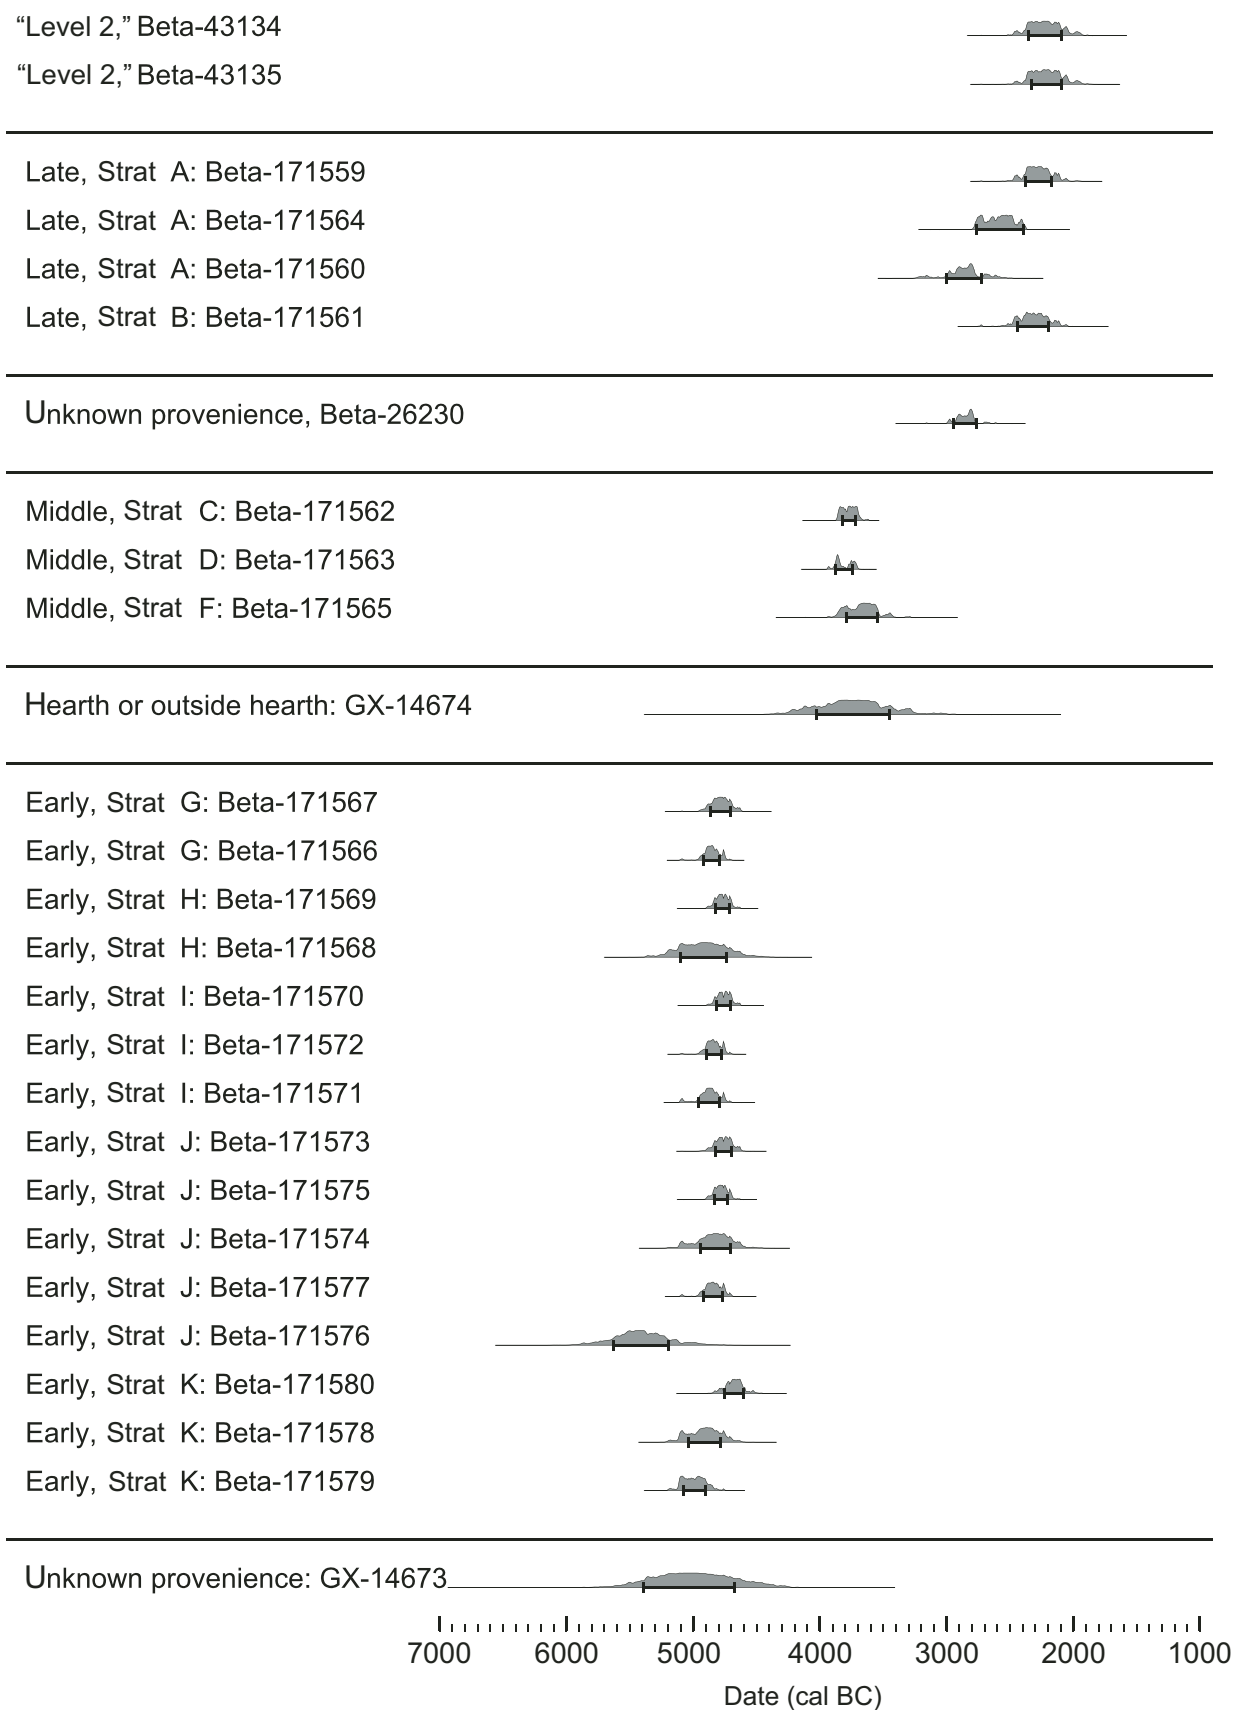 “Level 2,” Beta-43134
“Level 2,” Beta-43135
Late, Strat A: Beta-171559
Late, Strat A: Beta-171564
Late, Strat A: Beta-171560
Late, Strat B: Beta-171561
Unknown provenience, Beta-26230
Middle, Strat C: Beta-171562
Middle, Strat D: Beta-171563
Middle, Strat F: Beta-171565
Hearth or outside hearth: GX-14674
Early, Strat G: Beta-171567
Early, Strat G: Beta-171566
Early, Strat H: Beta-171569
Early, Strat H: Beta-171568
Early, Strat I: Beta-171570
Early, Strat I: Beta-171572
Early, Strat I: Beta-171571
Early, Strat J: Beta-171573
Early, Strat J: Beta-171575
Early, Strat J: Beta-171574
Early, Strat J: Beta-171577
Early, Strat J: Beta-171576
Early, Strat K: Beta-171580
Early, Strat K: Beta-171578
Early, Strat K: Beta-171579
Unknown provenience: GX-14673
7000 6000 5000 4000 3000 2000 1000
Date (cal BC)